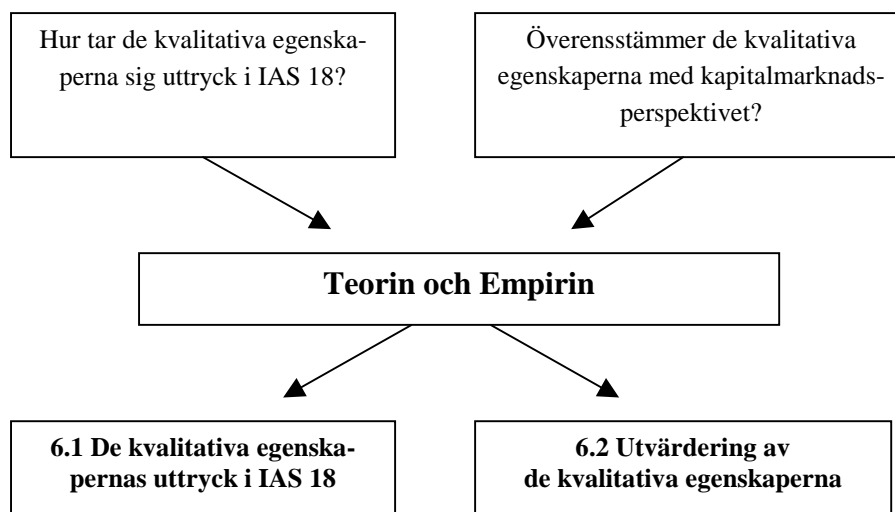 Hur tar de kvalitativa egenska-
perna sig uttryck i IAS 18?
Överensstämmer de kvalitativa
egenskaperna med kapitalmarknads-
perspektivet?
Teorin och Empirin
6.1 De kvalitativa egenska-
pernas uttryck i IAS 18
6.2 Utvärdering av
de kvalitativa egenskaperna